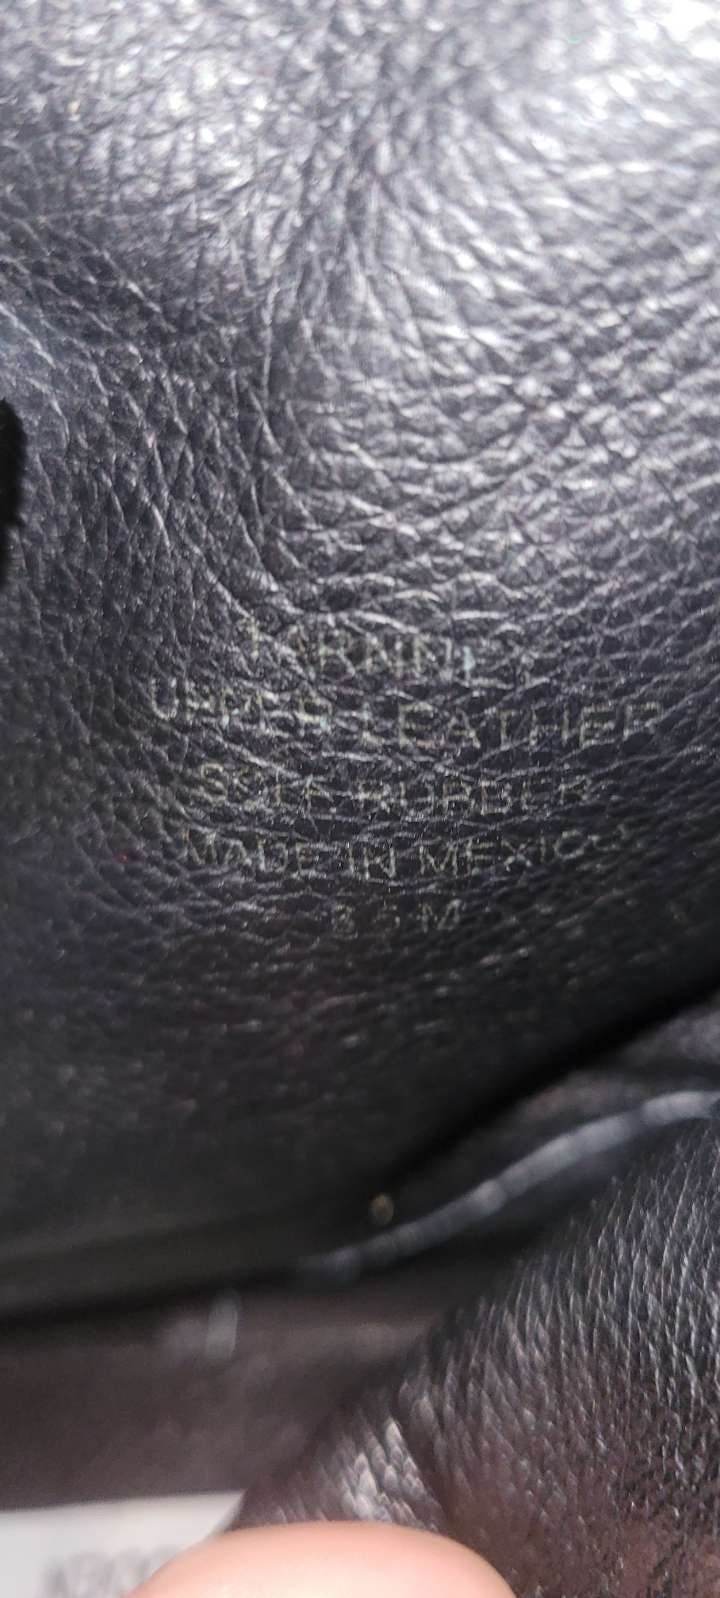 UPPER LEATHER
SOLE RUBBER
MADE IN MEXICO
M